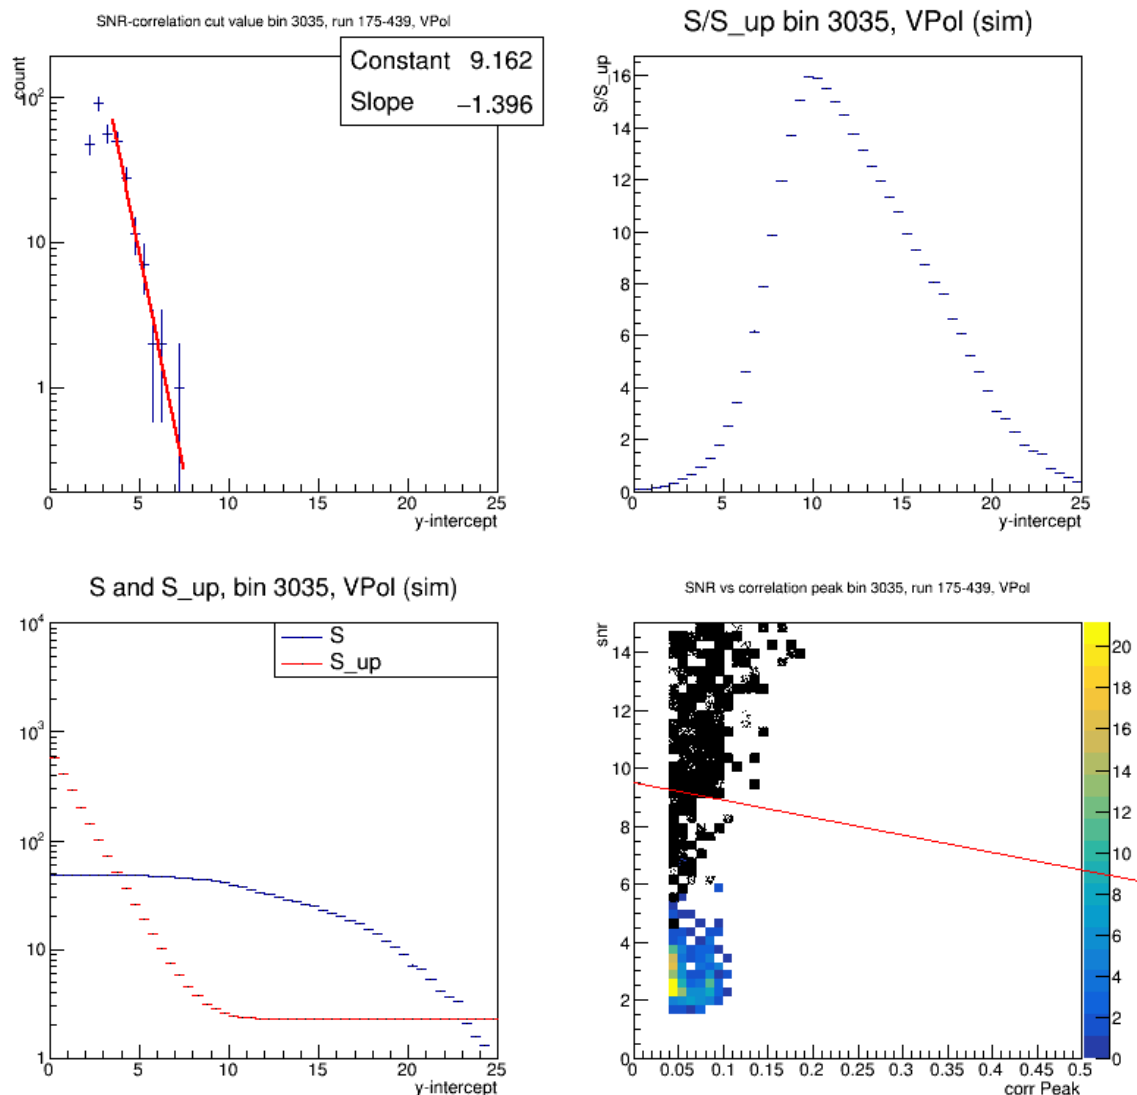 SNR-correlation cut value bin 3035, run 175-439, VPol
count
Constant 9.162
Slope −1.396
10²
10
1
0 5 10 15 20 25
y-intercept
S/S_up bin 3035, VPol (sim)
S/S_up
16
14
12
10
8
6
4
2
0
0 5 10 15 20 25
y-intercept
S and S_up, bin 3035, VPol (sim)
S
S_up
10⁴
10³
10²
10
1
0 5 10 15 20 25
y-intercept
SNR vs correlation peak bin 3035, run 175-439, VPol
snr
14
12
10
8
6
4
2
0
0 0.05 0.1 0.15 0.2 0.25 0.3 0.35 0.4 0.45 0.5
corr Peak
20
18
16
14
12
10
8
6
4
2
0